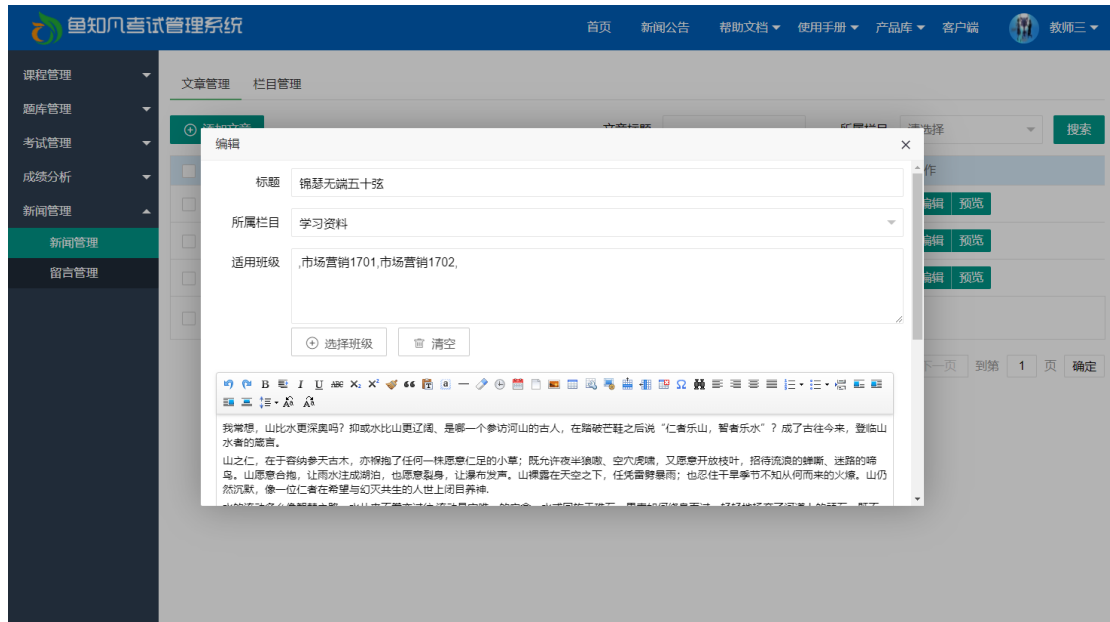 鱼知凡考试管理系统
首页 新闻公告 帮助文档 使用手册 产品库 客户端 教师三
课程管理
题库管理
考试管理
成绩分析
新闻管理
新闻管理
留言管理
文章管理 栏目管理
请选择 搜索
编辑
标题 锦瑟无端五十弦
所属栏目 学习资料
适用班级 ,市场营销1701,市场营销1702,
选择班级 清空
作
编辑 预览
编辑 预览
编辑 预览
下一页 到第 1 页 确定
我常想，山比水更深奥吗？抑或水比山更辽阔、是哪一个参访河山的古人，在踏破芒鞋之后说“仁者乐山，智者乐水”？成了古往今来，登临山
水者的箴言。
山之仁，在于容纳参天古木，亦褓抱了任何一株愿意仁足的小草；既允许夜半狼嗷、空穴虎啸，又愿意开放枝叶，招待流浪的蝉嘶、迷路的啼
鸟。山愿意合抱，让雨水注成湖泊，也愿意裂身，让瀑布发声。山裸露在天空之下，任凭雷劈暴雨；也忍住干旱季节不知从何而来的火燎。山仍
然沉默，像一位仁者在希望与幻灭共生的人世上闭目养神.